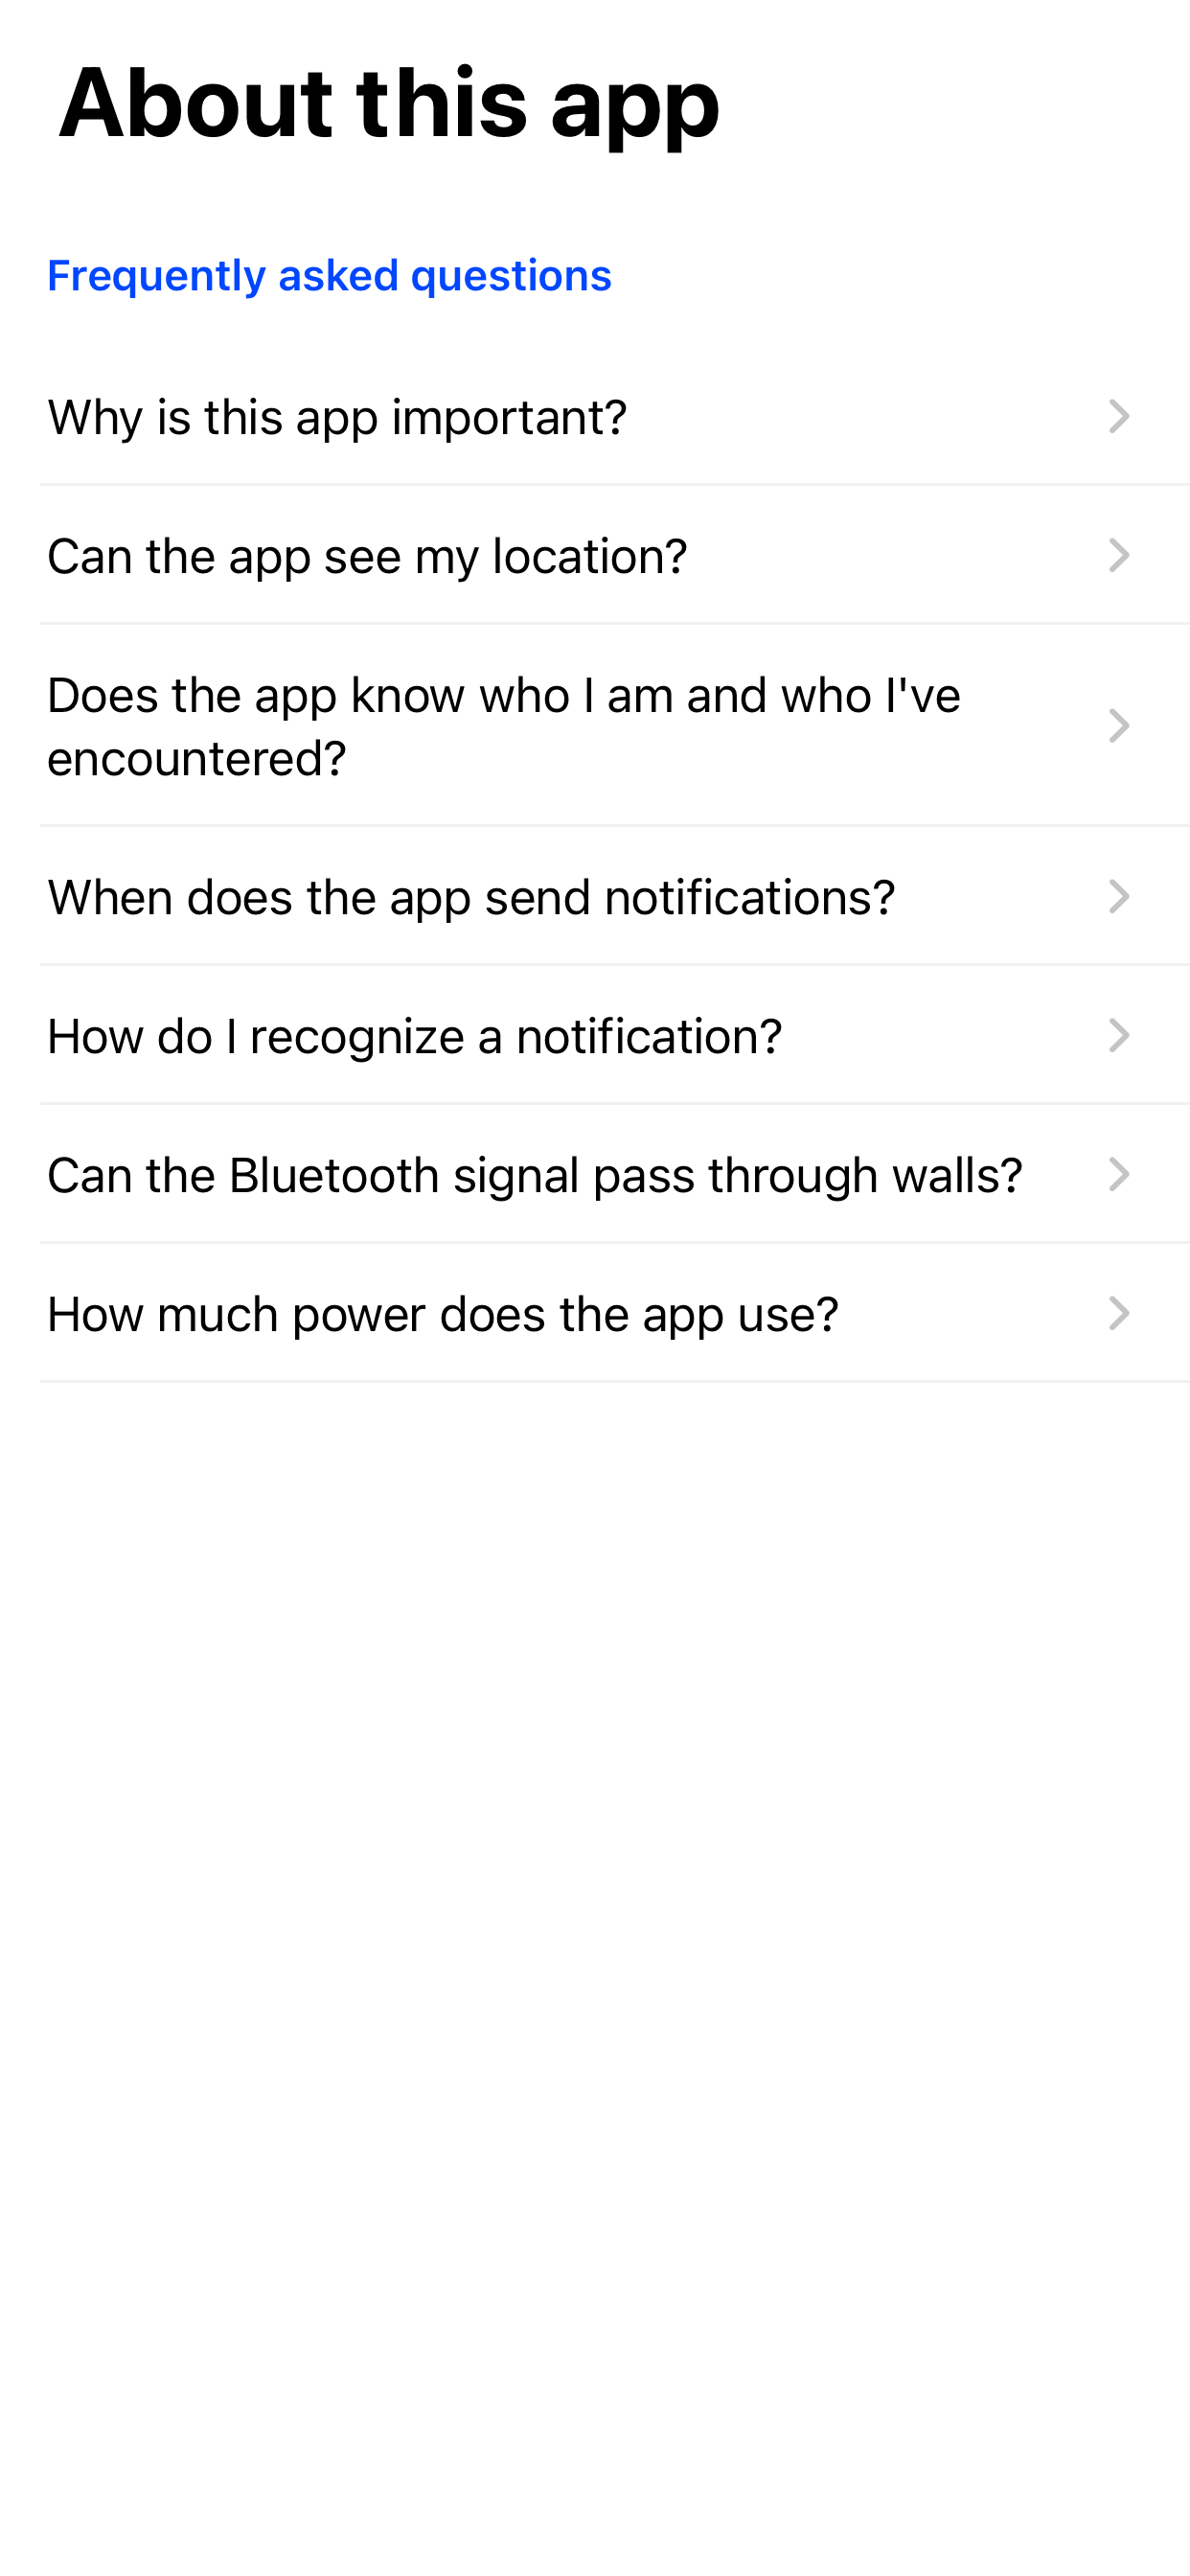 About this app
Frequently asked questions
Why is this app important?
Can the app see my location?
Does the app know who I am and who I've
encountered?
When does the app send notifications?
How do I recognize a notification?
Can the Bluetooth signal pass through walls?
How much power does the app use?